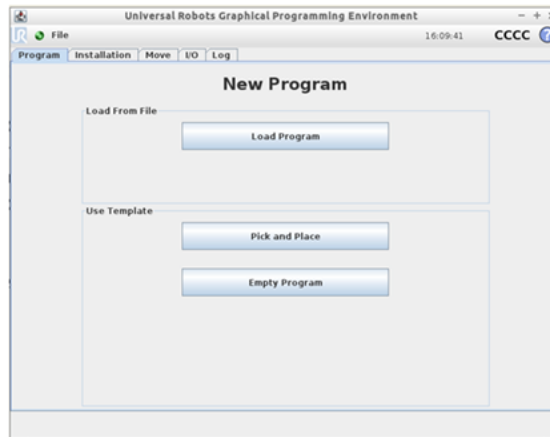 Universal Robots Graphical Programming Environment
File 16:09:41 CCCC ?
Program Installation Move I/O Log
New Program
Load From File
Load Program
Use Template
Pick and Place
Empty Program